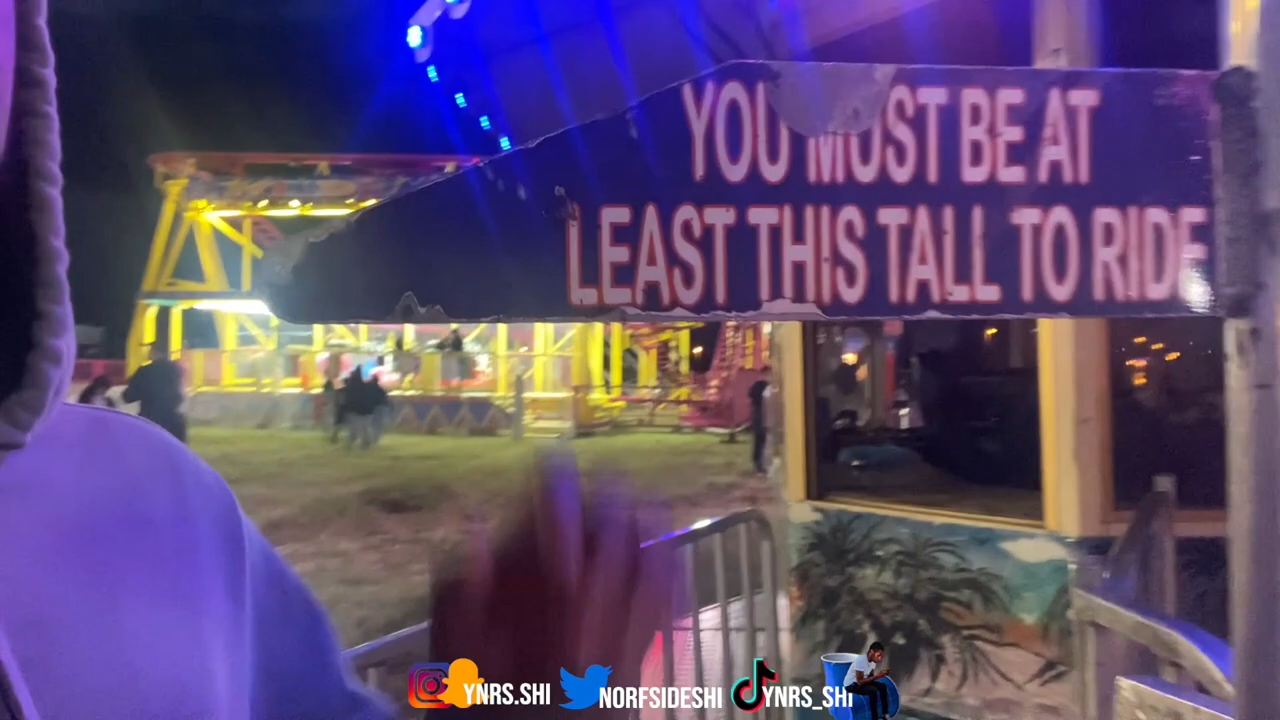 YOU MUST BE AT
LEAST THIS TALL TO RIDE
YNRS.SHI NORFSIDESHI YNRS_SHI